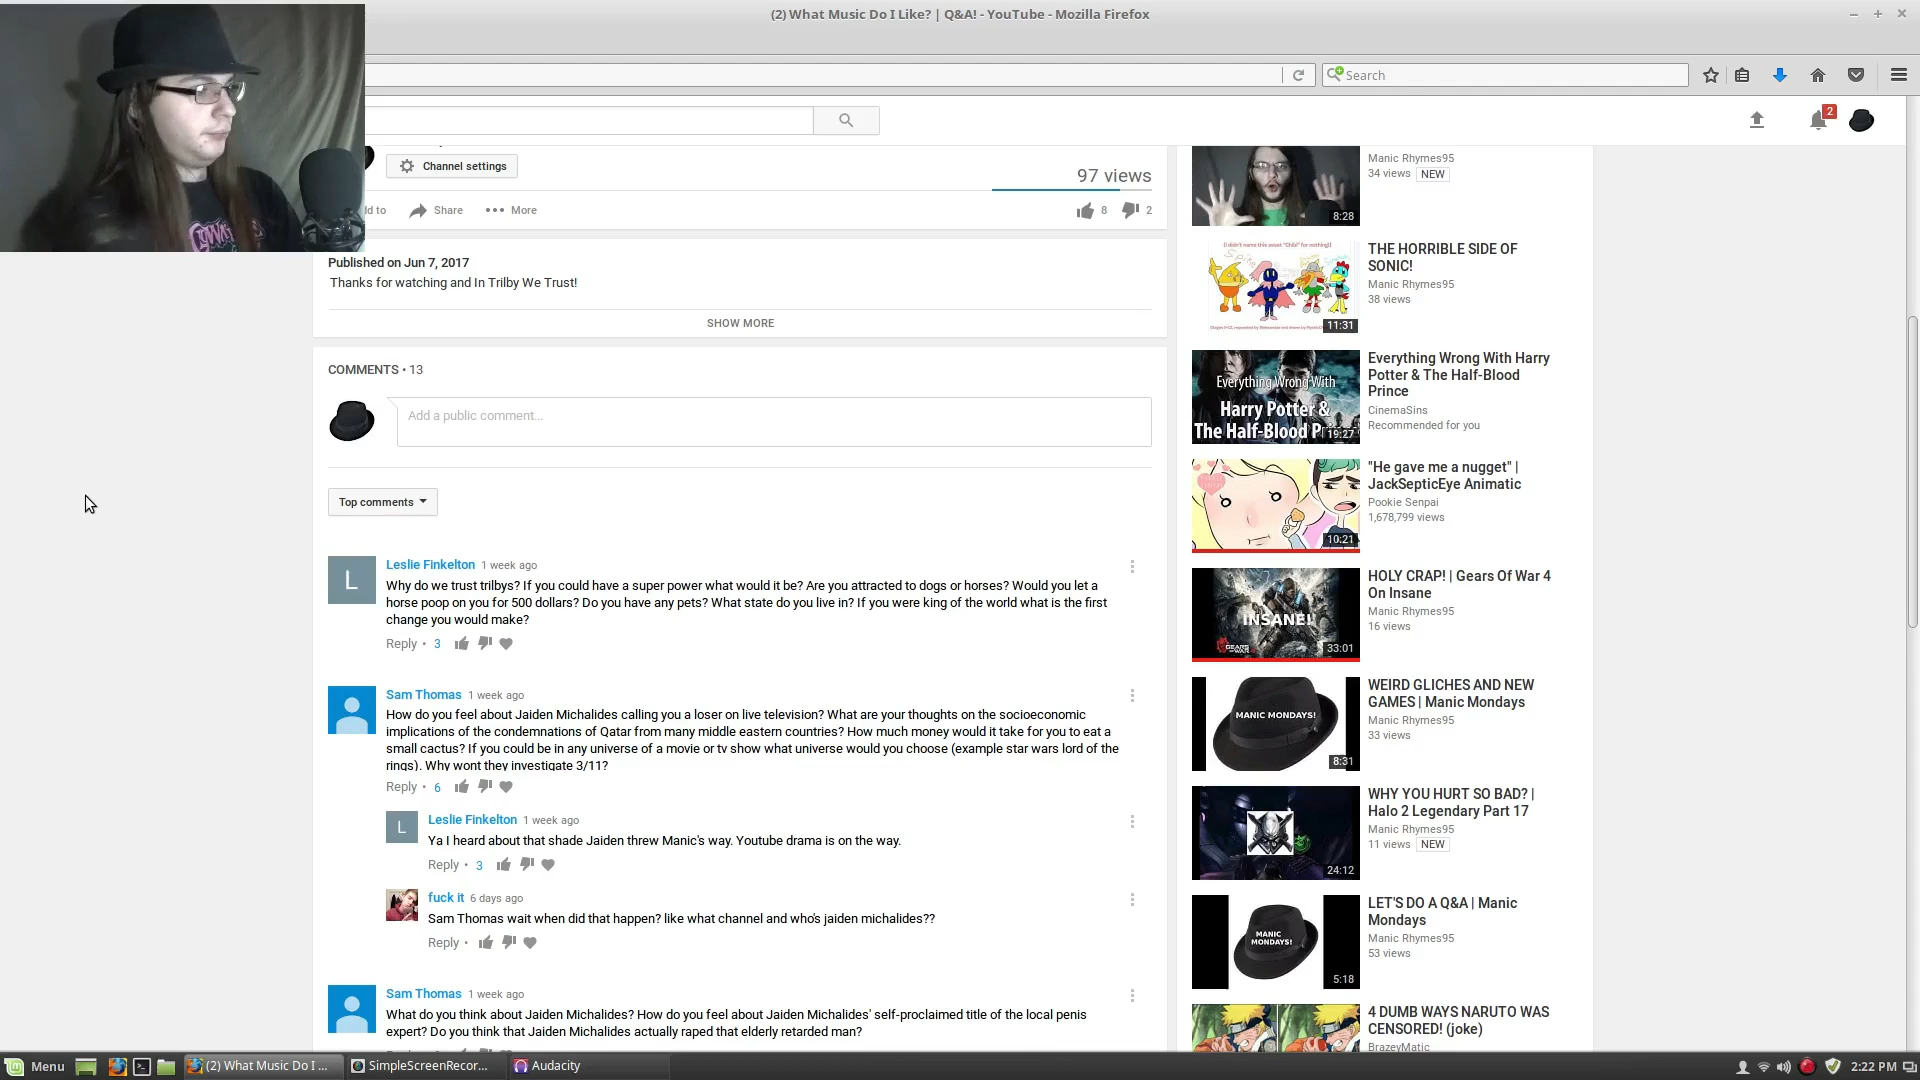 (2) What Music Do I Like? | Q&A! - YouTube - Mozilla Firefox
Search
2
Channel settings
97 views
Share
More
8
2
Published on Jun 7, 2017
Thanks for watching and In Trilby We Trust!
SHOW MORE
COMMENTS • 13
Add a public comment...
Top comments
L
Leslie Finkelton 1 week ago
Why do we trust trilbys? If you could have a super power what would it be? Are you attracted to dogs or horses? Would you let a
horse poop on you for 500 dollars? Do you have any pets? What state do you live in? If you were king of the world what is the first
change you would make?
Reply • 3
Sam Thomas 1 week ago
How do you feel about Jaiden Michalides calling you a loser on live television? What are your thoughts on the socioeconomic
implications of the condemnations of Qatar from many middle eastern countries? How much money would it take for you to eat a
small cactus? If you could be in any universe of a movie or tv show what universe would you choose (example star wars lord of the
rings). Why wont they investigate 3/11?
Reply • 6
L
Leslie Finkelton 1 week ago
Ya I heard about that shade Jaiden threw Manic's way. Youtube drama is on the way.
Reply • 3
fuck it 6 days ago
Sam Thomas wait when did that happen? like what channel and who's jaiden michalides??
Reply •
Sam Thomas 1 week ago
What do you think about Jaiden Michalides? How do you feel about Jaiden Michalides' self-proclaimed title of the local penis
expert? Do you think that Jaiden Michalides actually raped that elderly retarded man?
Manic Rhymes95
34 views NEW
8:28
THE HORRIBLE SIDE OF
SONIC!
Manic Rhymes95
38 views
11:31
Everything Wrong With Harry
Potter & The Half-Blood
Prince
CinemaSins
Recommended for you
Everything Wrong With
Harry Potter &
The Half-Blood
19:27
"He gave me a nugget" |
JackSepticEye Animatic
Pookie Senpai
1,678,799 views
10:21
HOLY CRAP! | Gears Of War 4
On Insane
Manic Rhymes95
16 views
INSANE!
33:01
WEIRD GLICHES AND NEW
GAMES | Manic Mondays
Manic Rhymes95
33 views
MANIC MONDAYS!
8:31
WHY YOU HURT SO BAD? |
Halo 2 Legendary Part 17
Manic Rhymes95
11 views NEW
24:12
LET'S DO A Q&A | Manic
Mondays
Manic Rhymes95
53 views
MANIC
MONDAYS!
5:18
4 DUMB WAYS NARUTO WAS
CENSORED! (joke)
BrazeyMatic
Menu
(2) What Music Do I ...
SimpleScreenRecor...
Audacity
2:22 PM